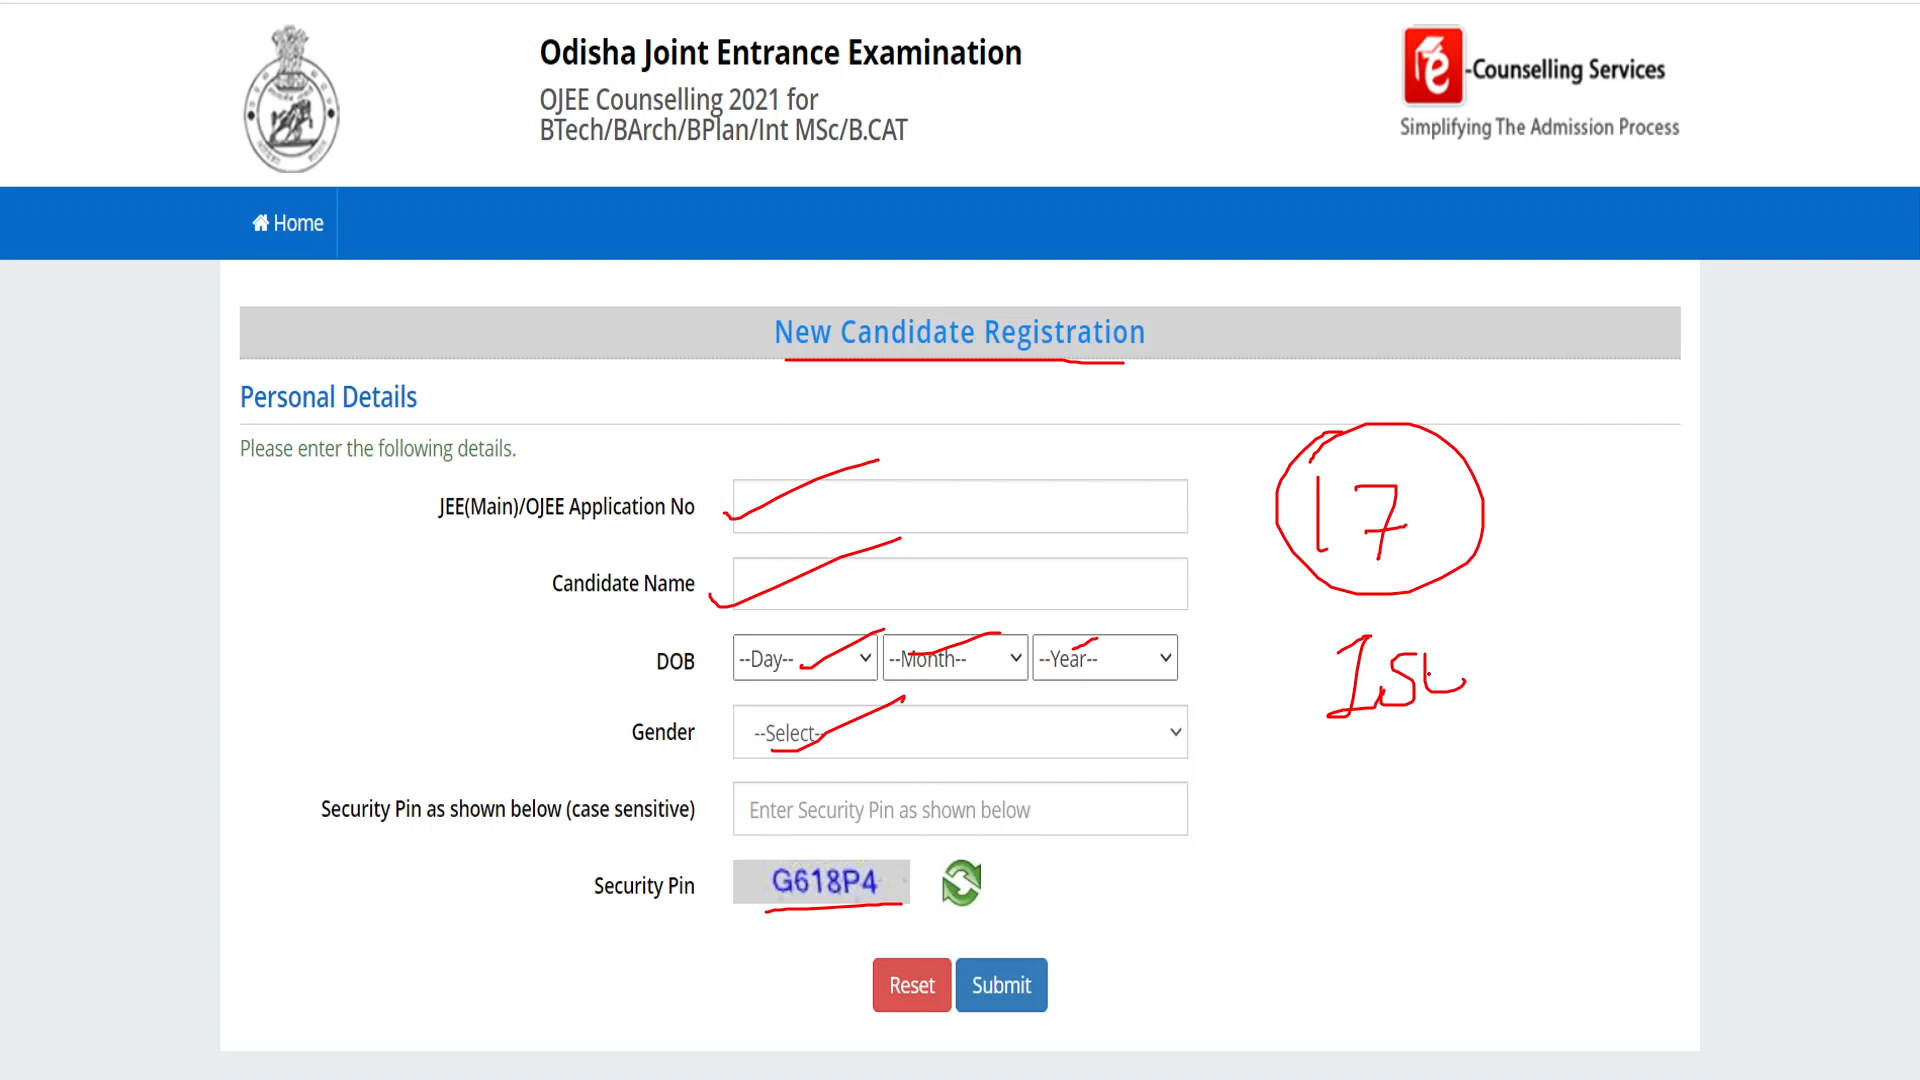 Odisha Joint Entrance Examination
OJEE Counselling 2021 for
BTech/BArch/BPlan/Int MSc/B.CAT
e-Counselling Services
Simplifying The Admission Process
Home
New Candidate Registration
Personal Details
Please enter the following details.
JEE(Main)/OJEE Application No
17
Candidate Name
DOB --Day-- --Month-- --Year--
Gender --Select--
Security Pin as shown below (case sensitive) Enter Security Pin as shown below
Security Pin G618P4
Reset Submit